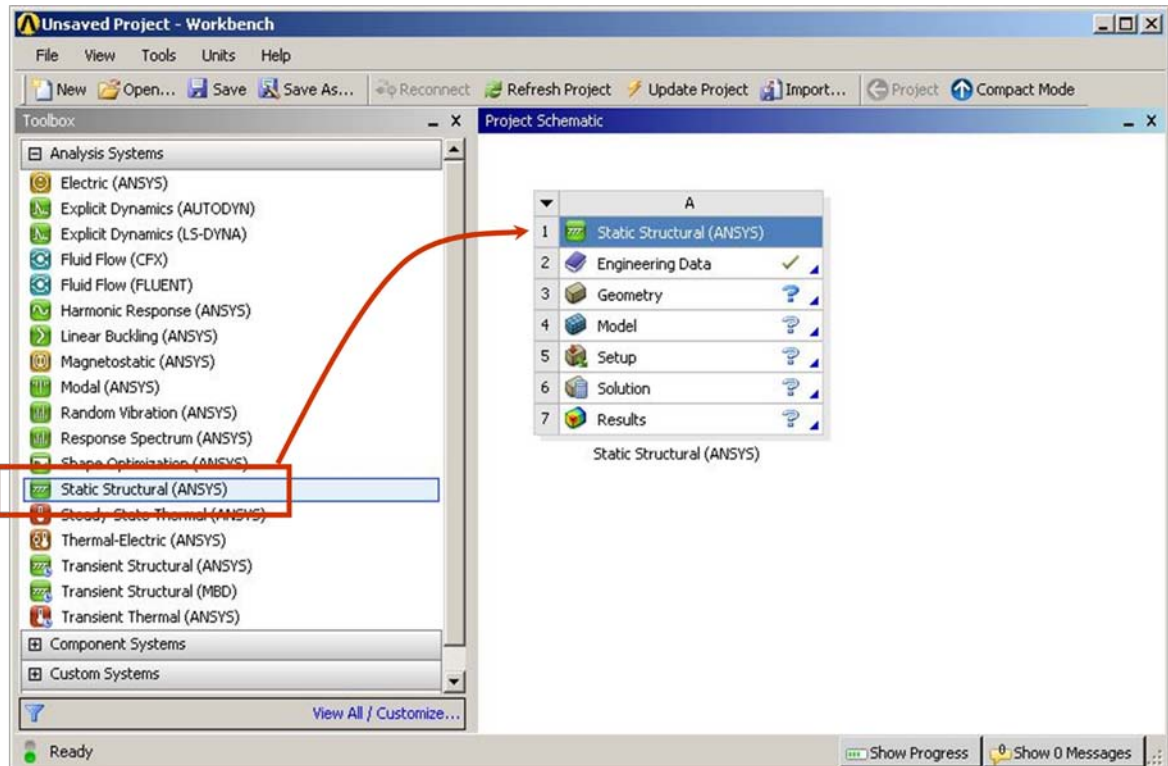 Unsaved Project - Workbench
File View Tools Units Help
New Open... Save Save As... Reconnect Refresh Project Update Project Import... Project Compact Mode
Toolbox
Analysis Systems
Electric (ANSYS)
Explicit Dynamics (AUTODYN)
Explicit Dynamics (LS-DYNA)
Fluid Flow (CFX)
Fluid Flow (FLUENT)
Harmonic Response (ANSYS)
Linear Buckling (ANSYS)
Magnetostatic (ANSYS)
Modal (ANSYS)
Random Vibration (ANSYS)
Response Spectrum (ANSYS)
Shape Optimization (ANSYS)
Static Structural (ANSYS)
Steady-State Thermal (ANSYS)
Thermal-Electric (ANSYS)
Transient Structural (ANSYS)
Transient Structural (MBD)
Transient Thermal (ANSYS)
Component Systems
Custom Systems
View All / Customize...
Project Schematic
A
1 Static Structural (ANSYS)
2 Engineering Data
3 Geometry
4 Model
5 Setup
6 Solution
7 Results
Static Structural (ANSYS)
Ready
Show Progress
0 Show 0 Messages